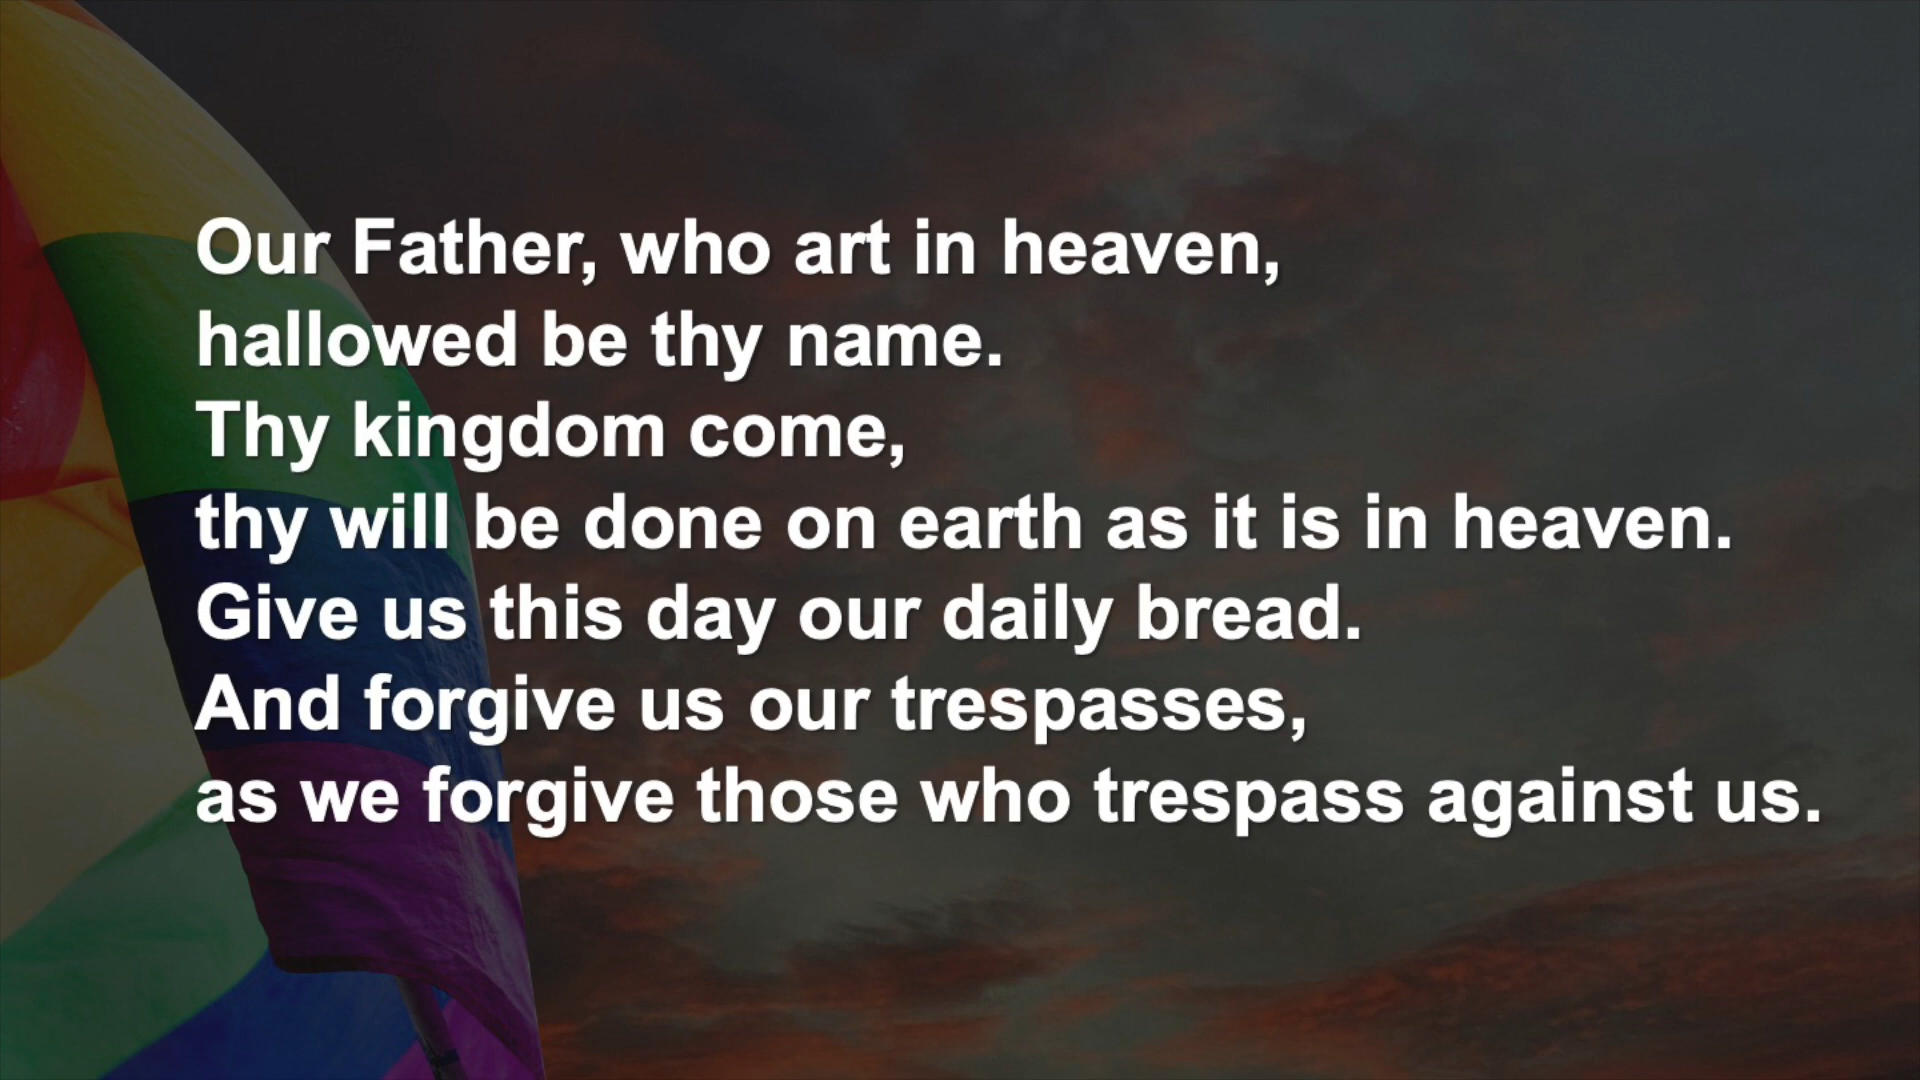 Our Father, who art in heaven,
hallowed be thy name.
Thy kingdom come,
thy will be done on earth as it is in heaven.
Give us this day our daily bread.
And forgive us our trespasses,
as we forgive those who trespass against us.